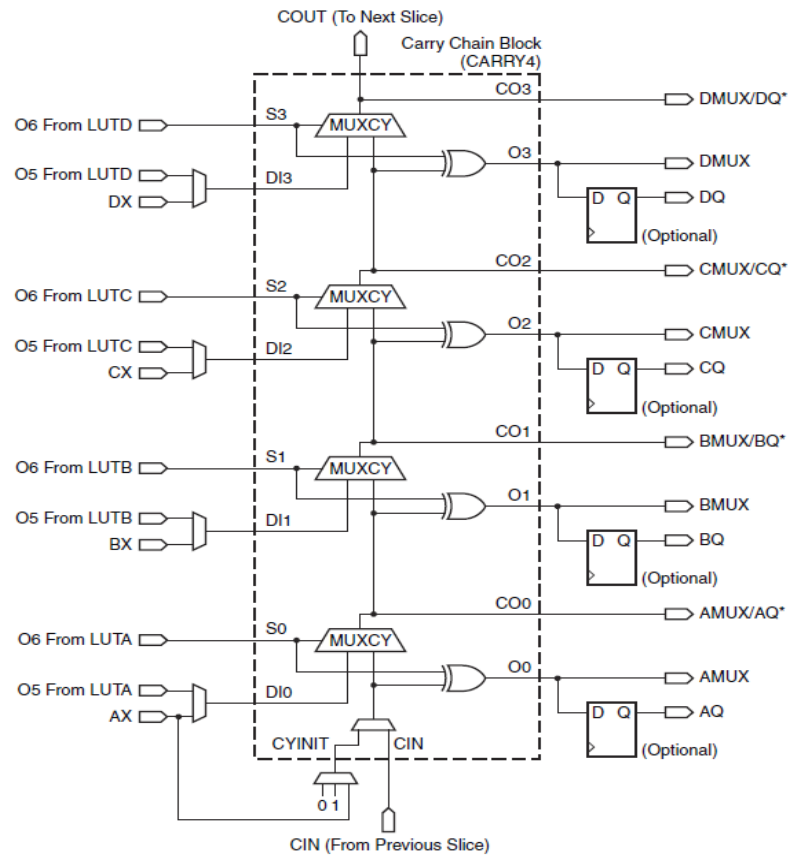 COUT (To Next Slice)
Carry Chain Block
(CARRY4)
CO3
DMUX/DQ*
O6 From LUTD
S3
MUXCY
O3
DMUX
O5 From LUTD
DI3
DX
D Q
DQ
(Optional)
CO2
CMUX/CQ*
O6 From LUTC
S2
MUXCY
O2
CMUX
O5 From LUTC
DI2
CX
D Q
CQ
(Optional)
CO1
BMUX/BQ*
O6 From LUTB
S1
MUXCY
O1
BMUX
O5 From LUTB
DI1
BX
D Q
BQ
(Optional)
CO0
AMUX/AQ*
O6 From LUTA
S0
MUXCY
O0
AMUX
O5 From LUTA
DI0
AX
D Q
AQ
(Optional)
CYINIT
CIN
0 1
CIN (From Previous Slice)